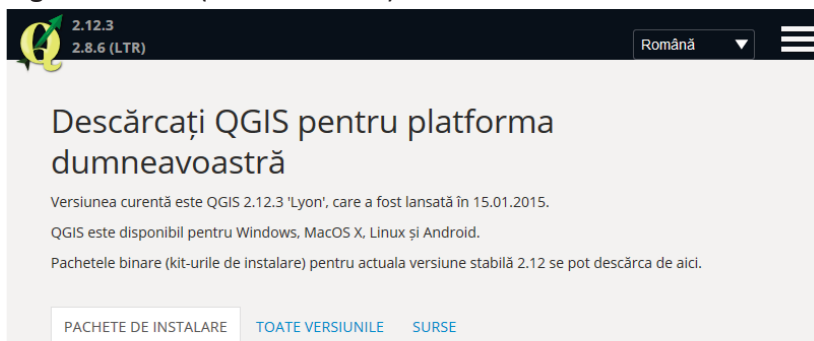 2.12.3
2.8.6 (LTR)
Română
Descărcați QGIS pentru platforma
dumneavoastră
Versiunea curentă este QGIS 2.12.3 'Lyon', care a fost lansată în 15.01.2015.
QGIS este disponibil pentru Windows, MacOS X, Linux și Android.
Pachetele binare (kit-urile de instalare) pentru actuala versiune stabilă 2.12 se pot descărca de aici.
PACHETE DE INSTALARE TOATE VERSIUNILE SURSE